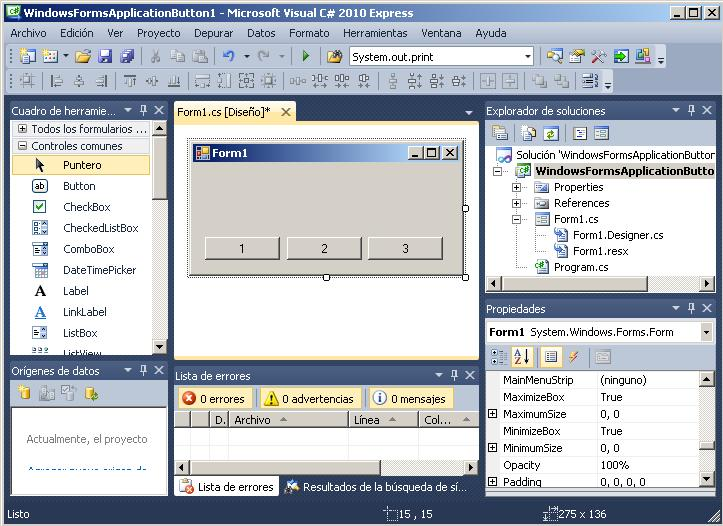 WindowsFormsApplicationButton1 - Microsoft Visual C# 2010 Express
Archivo Edición Ver Proyecto Depurar Datos Formato Herramientas Ventana Ayuda
System.out.print
Cuadro de herramie...
Todos los formularios ...
Controles comunes
Puntero
Button
CheckBox
CheckedListBox
ComboBox
DateTimePicker
Label
LinkLabel
ListBox
ListView
Orígenes de datos
Actualmente, el proyecto
Form1.cs [Diseño]*
Form1
1 2 3
Lista de errores
0 errores 0 advertencias 0 mensajes
D. Archivo Línea Col...
Lista de errores Resultados de la búsqueda de sí...
Explorador de soluciones
Solución 'WindowsFormsApplicationButton
WindowsFormsApplicationButto
Properties
References
Form1.cs
Form1.Designer.cs
Form1.resx
Program.cs
Propiedades
Form1 System.Windows.Forms.Form
MainMenuStrip (ninguno)
MaximizeBox True
MaximumSize 0, 0
MinimizeBox True
MinimumSize 0, 0
Opacity 100%
Padding 0, 0, 0, 0
Listo 15 , 15 275 x 136